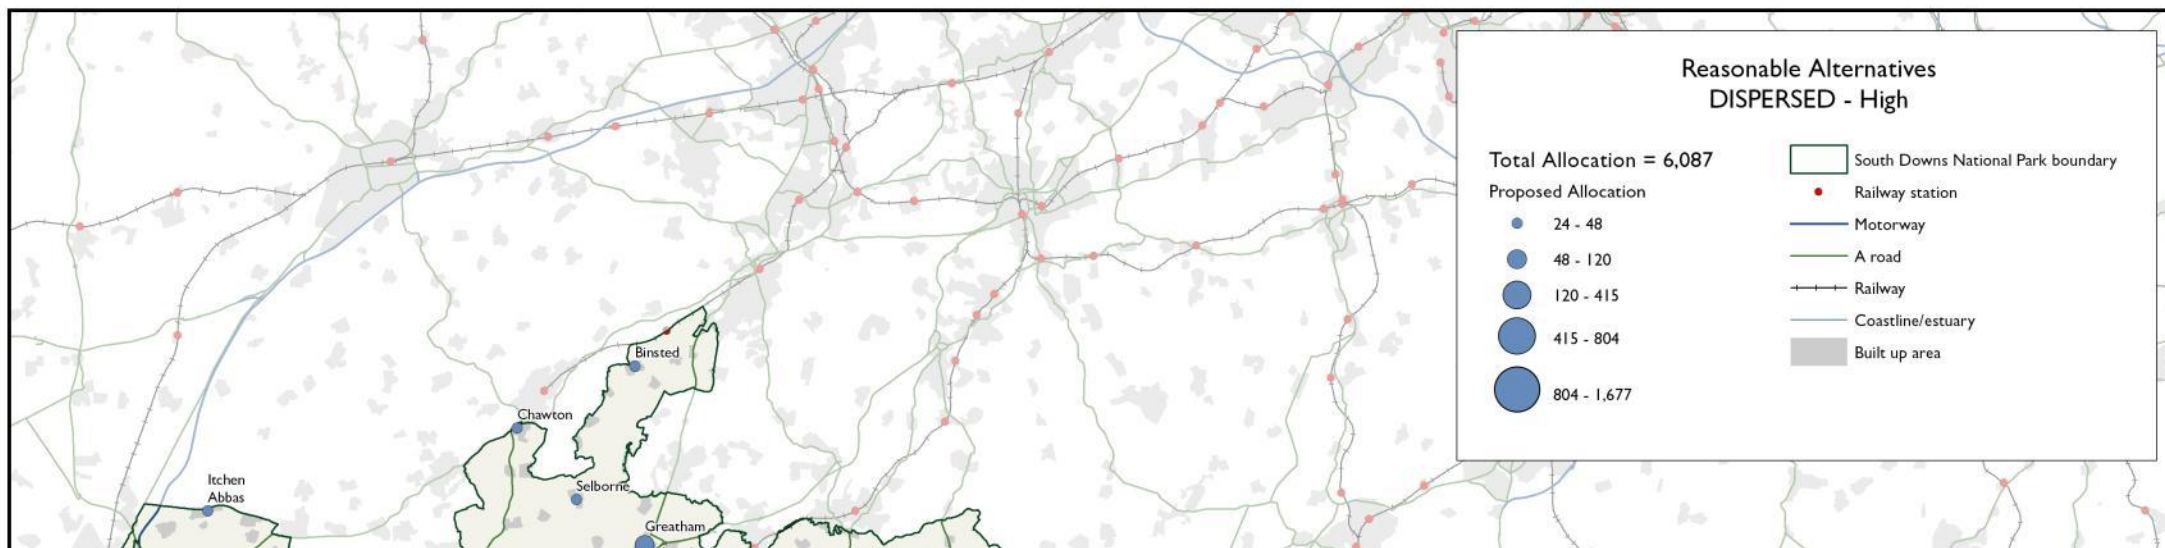 Reasonable Alternatives
DISPERSED - High
Total Allocation = 6,087
Proposed Allocation
24 - 48
48 - 120
120 - 415
415 - 804
804 - 1,677
South Downs National Park boundary
Railway station
Motorway
A road
Railway
Coastline/estuary
Built up area
Binsted
Chawton
Itchen
Abbas
Selborne
Greatham